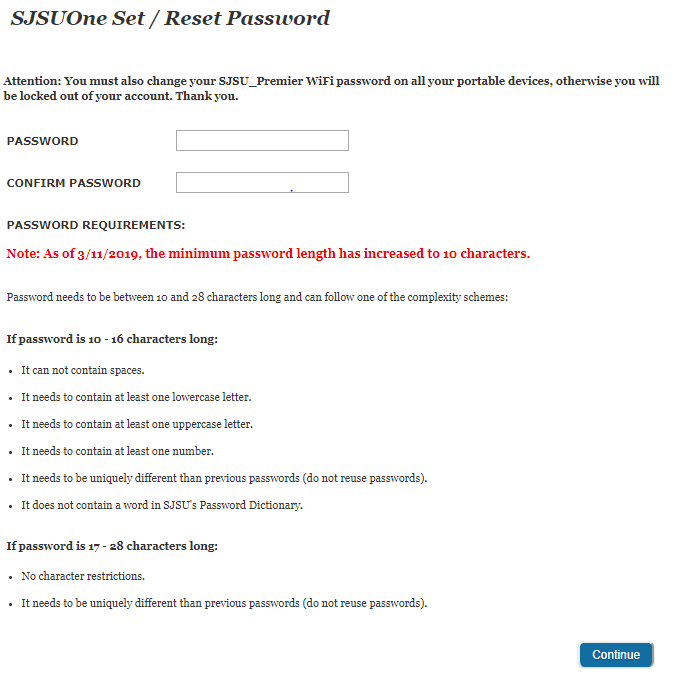 SJSUOne Set / Reset Password
Attention: You must also change your SJSU_Premier WiFi password on all your portable devices, otherwise you will
be locked out of your account. Thank you.
PASSWORD
CONFIRM PASSWORD
PASSWORD REQUIREMENTS:
Note: As of 3/11/2019, the minimum password length has increased to 10 characters.
Password needs to be between 10 and 28 characters long and can follow one of the complexity schemes:
If password is 10 - 16 characters long:
• It can not contain spaces.
• It needs to contain at least one lowercase letter.
• It needs to contain at least one uppercase letter.
• It needs to contain at least one number.
• It needs to be uniquely different than previous passwords (do not reuse passwords).
• It does not contain a word in SJSU's Password Dictionary.
If password is 17 - 28 characters long:
• No character restrictions.
• It needs to be uniquely different than previous passwords (do not reuse passwords).
Continue